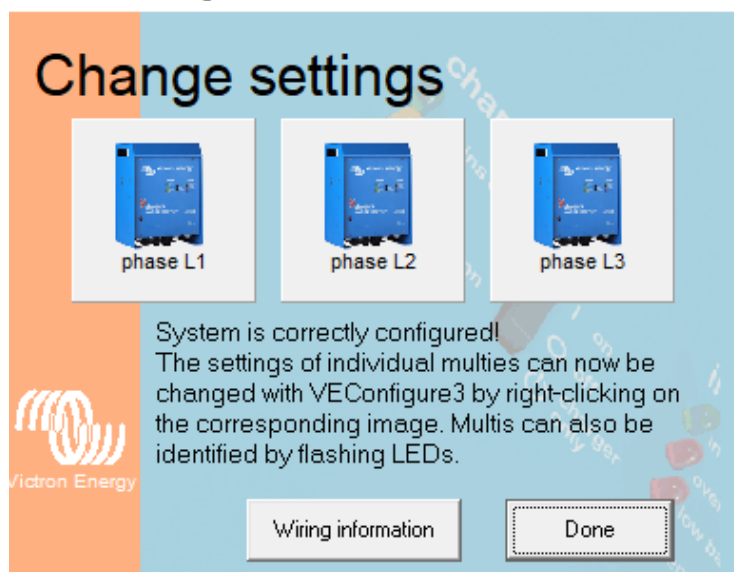 Change settings
phase L1
phase L2
phase L3
System is correctly configured!
The settings of individual multies can now be
changed with VEConfigure3 by right-clicking on
the corresponding image. Multis can also be
identified by flashing LEDs.
Victron Energy
Wiring information
Done